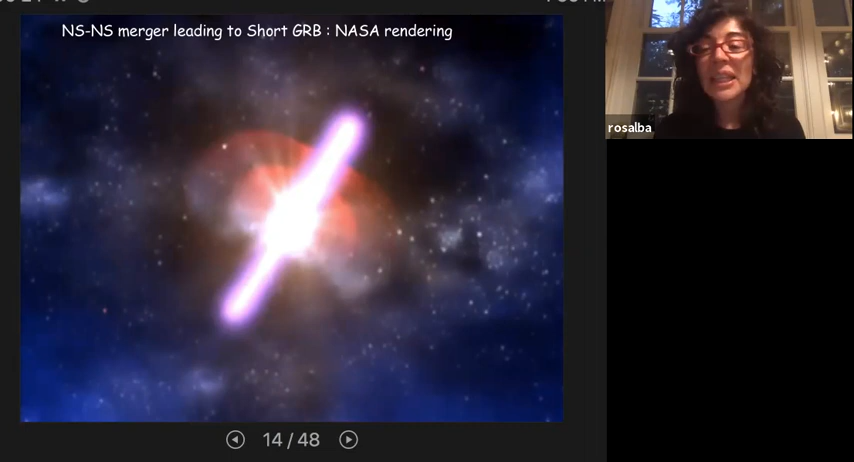 NS-NS merger leading to Short GRB : NASA rendering
rosalba
14 / 48